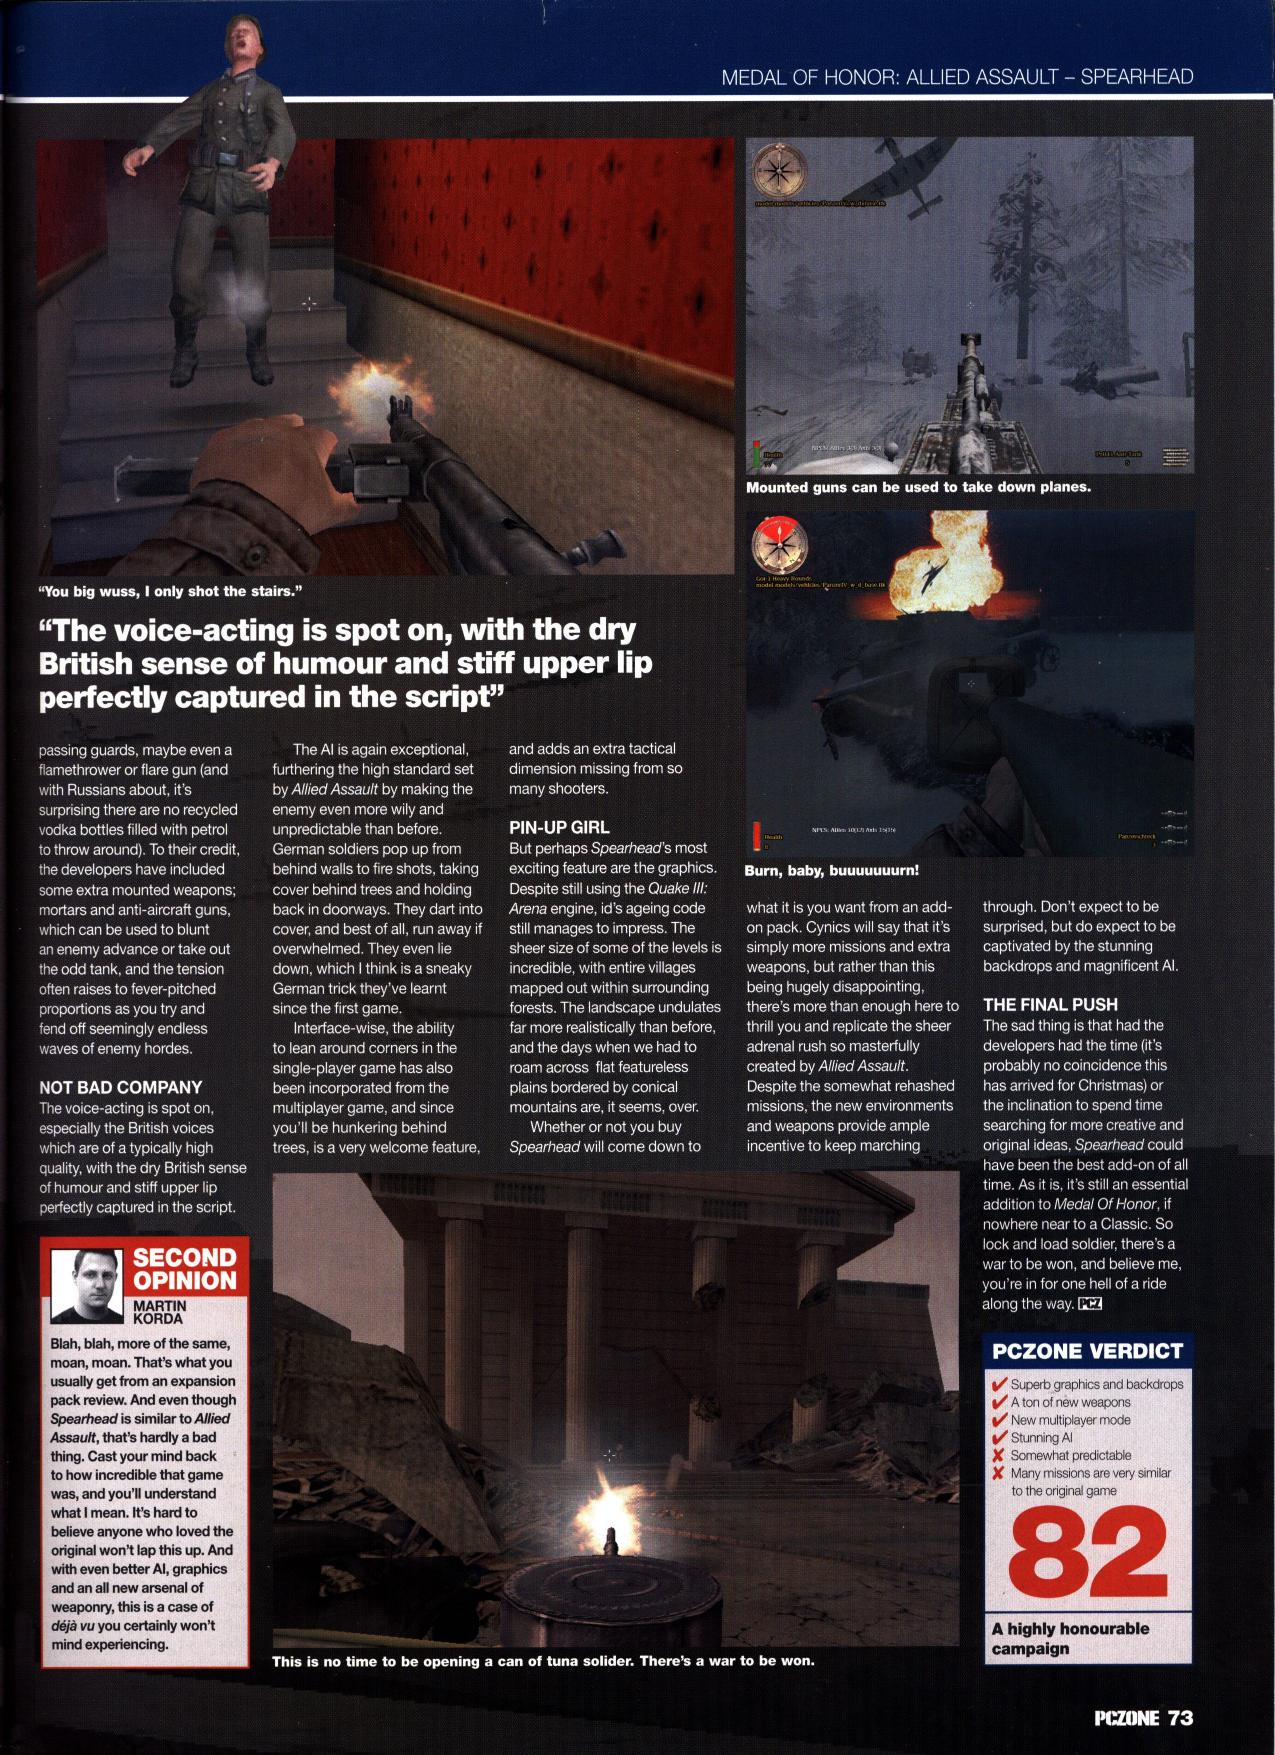 MEDAL OF HONOR: ALLIED ASSAULT – SPEARHEAD
Mounted guns can be used to take down planes.
“You big wuss, I only shot the stairs.”
“The voice-acting is spot on, with the dry
British sense of humour and stiff upper lip
perfectly captured in the script”
Burn, baby, buuuuuuurn!
passing guards, maybe even a
flamethrower or flare gun (and
with Russians about, it's
surprising there are no recycled
vodka bottles filled with petrol
to throw around). To their credit,
the developers have included
some extra mounted weapons;
mortars and anti-aircraft guns,
which can be used to blunt
an enemy advance or take out
the odd tank, and the tension
often raises to fever-pitched
proportions as you try and
fend off seemingly endless
waves of enemy hordes.
NOT BAD COMPANY
The voice-acting is spot on,
especially the British voices
which are of a typically high
quality, with the dry British sense
of humour and stiff upper lip
perfectly captured in the script.
The AI is again exceptional,
furthering the high standard set
by Allied Assault by making the
enemy even more wily and
unpredictable than before.
German soldiers pop up from
behind walls to fire shots, taking
cover behind trees and holding
back in doorways. They dart into
cover, and best of all, run away if
overwhelmed. They even lie
down, which I think is a sneaky
German trick they've learnt
since the first game.
Interface-wise, the ability
to lean around corners in the
single-player game has also
been incorporated from the
multiplayer game, and since
you'll be hunkering behind
trees, is a very welcome feature,
and adds an extra tactical
dimension missing from so
many shooters.
PIN-UP GIRL
But perhaps Spearhead's most
exciting feature are the graphics.
Despite still using the Quake III:
Arena engine, id's ageing code
still manages to impress. The
sheer size of some of the levels is
incredible, with entire villages
mapped out within surrounding
forests. The landscape undulates
far more realistically than before,
and the days when we had to
roam across flat featureless
plains bordered by conical
mountains are, it seems, over.
Whether or not you buy
Spearhead will come down to
what it is you want from an add-
on pack. Cynics will say that it's
simply more missions and extra
weapons, but rather than this
being hugely disappointing,
there's more than enough here to
thrill you and replicate the sheer
adrenal rush so masterfully
created by Allied Assault.
Despite the somewhat rehashed
missions, the new environments
and weapons provide ample
incentive to keep marching
through. Don't expect to be
surprised, but do expect to be
captivated by the stunning
backdrops and magnificent AI.
THE FINAL PUSH
The sad thing is that had the
developers had the time (it's
probably no coincidence this
has arrived for Christmas) or
the inclination to spend time
searching for more creative and
original ideas, Spearhead could
have been the best add-on of all
time. As it is, it's still an essential
addition to Medal Of Honor, if
nowhere near to a Classic. So
lock and load soldier, there's a
war to be won, and believe me,
you're in for one hell of a ride
along the way. PCZ
SECOND
OPINION
MARTIN
KORDA
Blah, blah, more of the same,
moan, moan. That's what you
usually get from an expansion
pack review. And even though
Spearhead is similar to Allied
Assault, that's hardly a bad
thing. Cast your mind back
to how incredible that game
was, and you'll understand
what I mean. It's hard to
believe anyone who loved the
original won't lap this up. And
with even better AI, graphics
and an all new arsenal of
weaponry, this is a case of
déjà vu you certainly won't
mind experiencing.
This is no time to be opening a can of tuna solider. There's a war to be won.
PCZONE VERDICT
✔ Superb graphics and backdrops
✔ A ton of new weapons
✔ New multiplayer mode
✔ Stunning AI
✘ Somewhat predictable
✘ Many missions are very similar
to the original game
82
A highly honourable
campaign
PCZONE 73